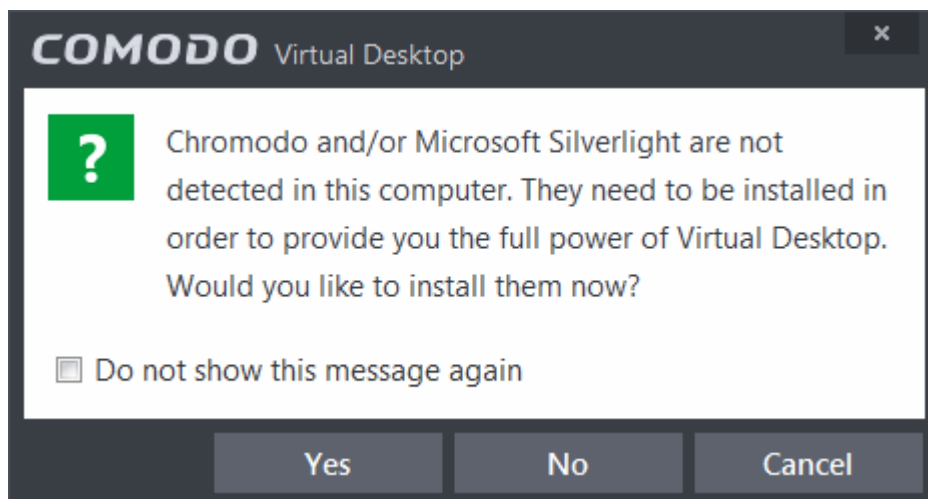 COMODO Virtual Desktop
×
?
Chromodo and/or Microsoft Silverlight are not
detected in this computer. They need to be installed in
order to provide you the full power of Virtual Desktop.
Would you like to install them now?
Do not show this message again
Yes No Cancel